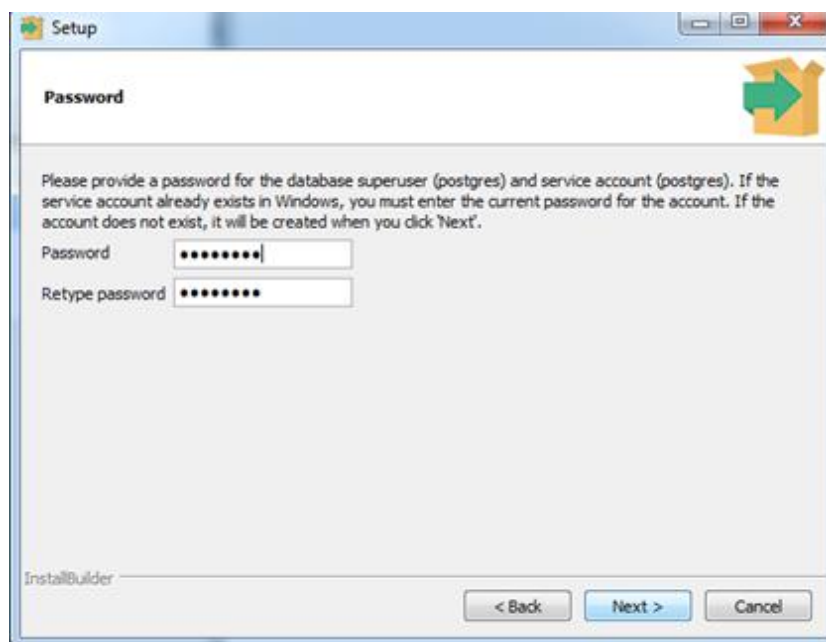 Setup
Password
Please provide a password for the database superuser (postgres) and service account (postgres). If the
service account already exists in Windows, you must enter the current password for the account. If the
account does not exist, it will be created when you click 'Next'.
Password ••••••••
Retype password ••••••••
InstallBuilder
< Back Next > Cancel